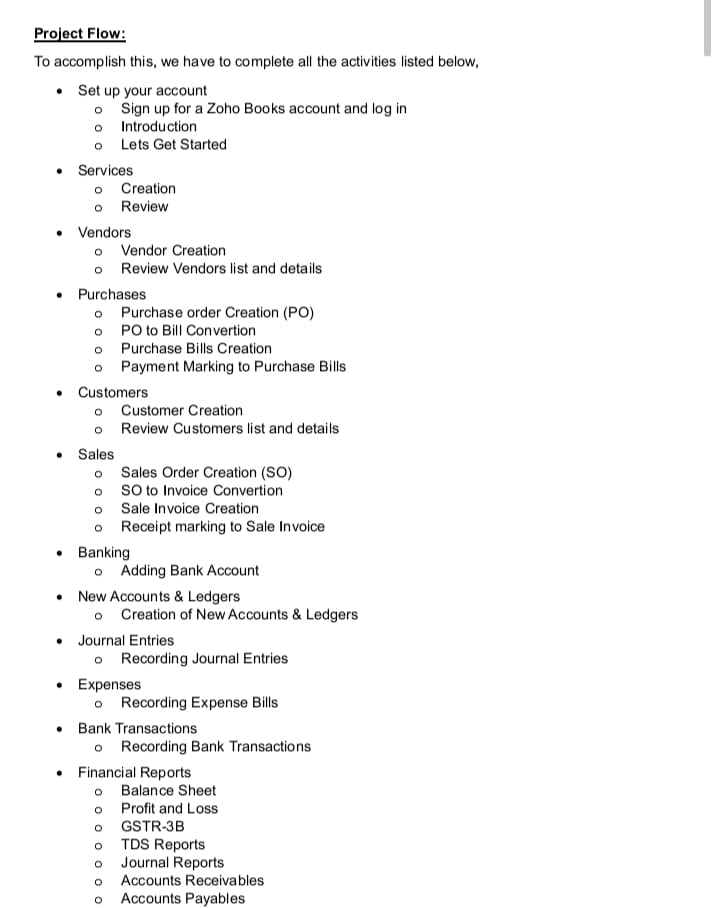 Project Flow:
To accomplish this, we have to complete all the activities listed below,
• Set up your account
o Sign up for a Zoho Books account and log in
o Introduction
o Lets Get Started
• Services
o Creation
o Review
• Vendors
o Vendor Creation
o Review Vendors list and details
• Purchases
o Purchase order Creation (PO)
o PO to Bill Convertion
o Purchase Bills Creation
o Payment Marking to Purchase Bills
• Customers
o Customer Creation
o Review Customers list and details
• Sales
o Sales Order Creation (SO)
o SO to Invoice Convertion
o Sale Invoice Creation
o Receipt marking to Sale Invoice
• Banking
o Adding Bank Account
• New Accounts & Ledgers
o Creation of New Accounts & Ledgers
• Journal Entries
o Recording Journal Entries
• Expenses
o Recording Expense Bills
• Bank Transactions
o Recording Bank Transactions
• Financial Reports
o Balance Sheet
o Profit and Loss
o GSTR-3B
o TDS Reports
o Journal Reports
o Accounts Receivables
o Accounts Payables